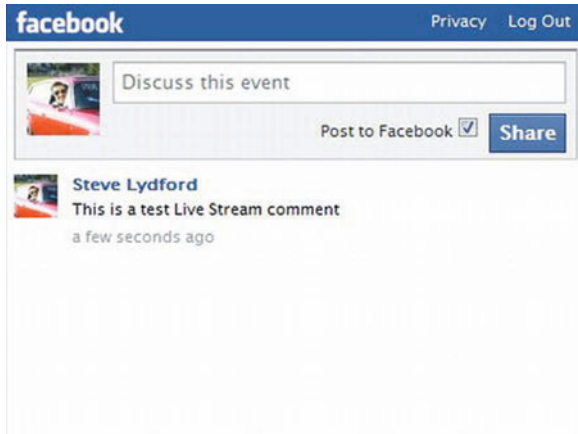 facebook Privacy Log Out
Discuss this event
Post to Facebook Share
Steve Lydford
This is a test Live Stream comment
a few seconds ago